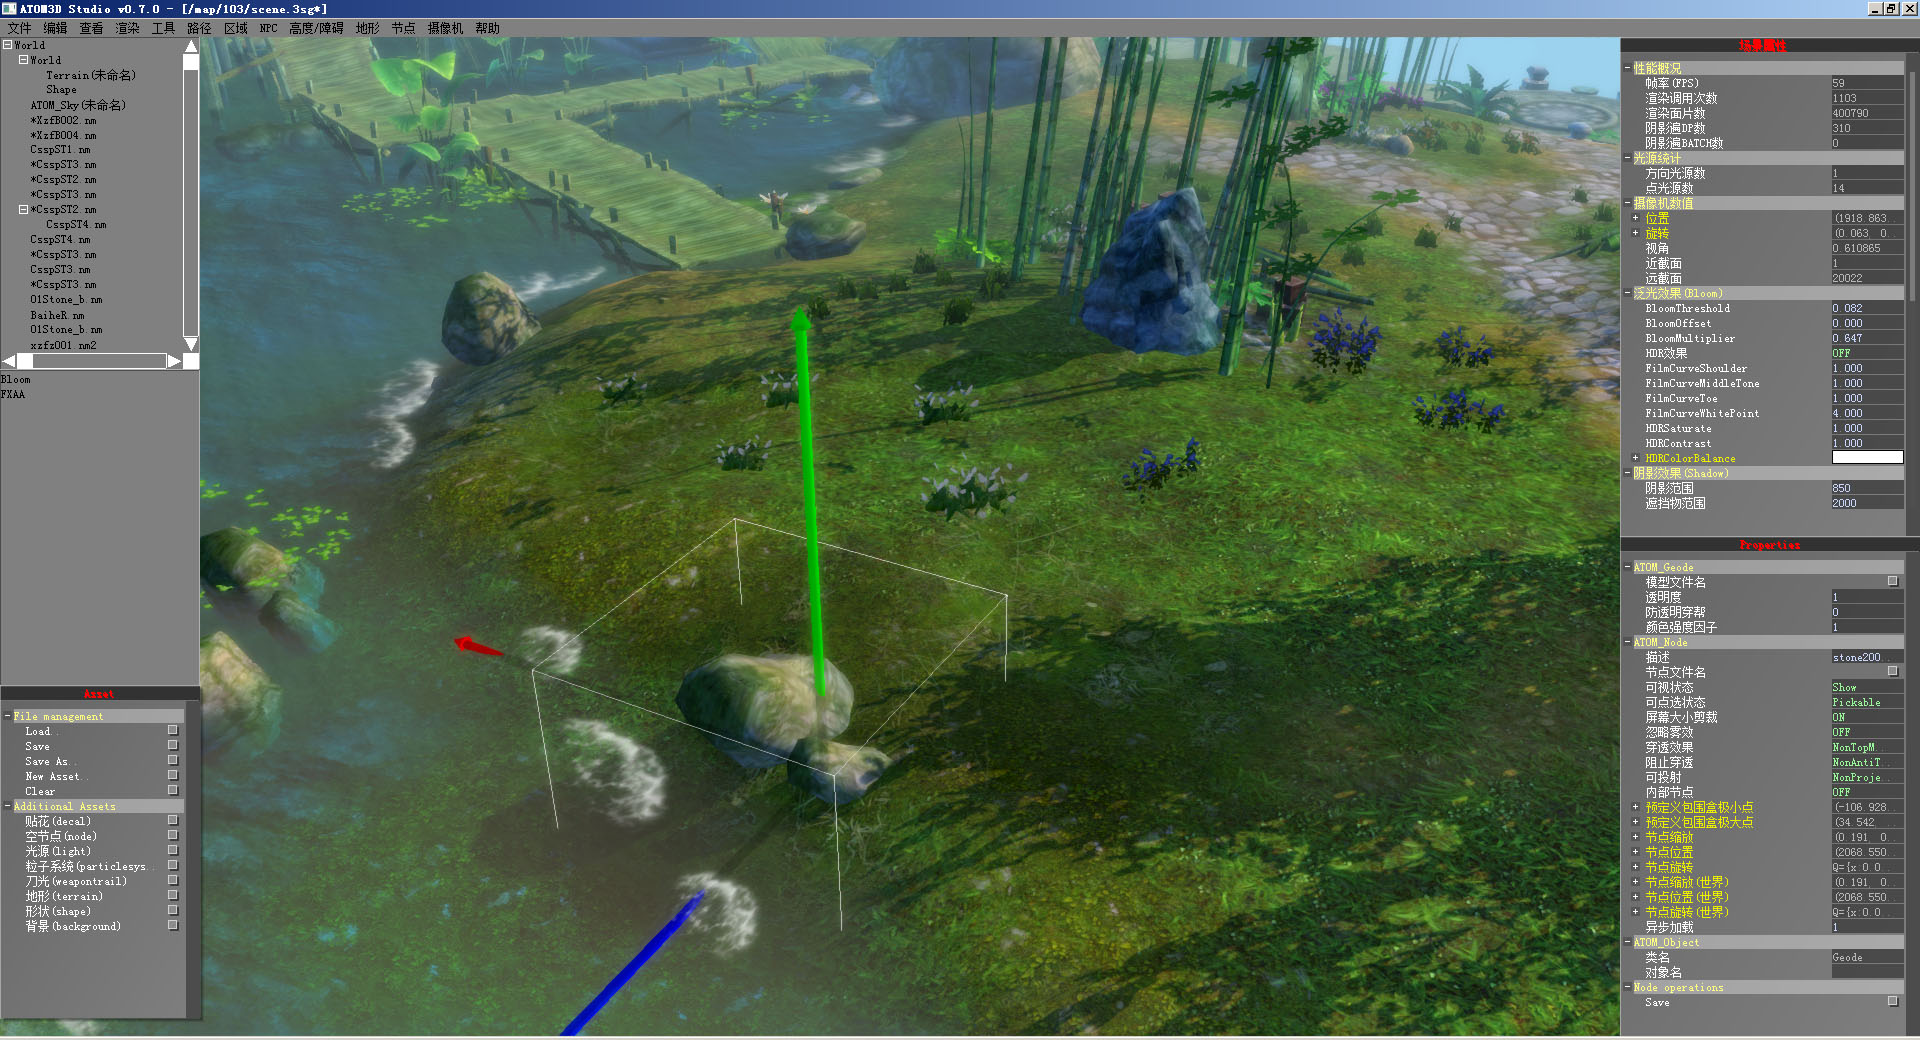 ATOM3D Studio v0.7.0 - [/map/103/scene.3sg*]
文件 编辑 查看 渲染 工具 路径 区域 NPC 高度/障碍 地形 节点 摄像机 帮助
World
World
Terrain(未命名)
Shape
ATOM_Sky(未命名)
*XzfB002.nm
*XzfB004.nm
CsspST1.nm
*CsspST3.nm
*CsspST2.nm
*CsspST3.nm
*CsspST2.nm
CsspST4.nm
CsspST4.nm
*CsspST3.nm
CsspST3.nm
*CsspST3.nm
01Stone_b.nm
BaiheR.nm
01Stone_b.nm
xzfz001.nm2
Bloom
FXAA
Asset
File management
Load..
Save
Save As..
New Asset..
Clear
Additional Assets
贴花(decal)
空节点(node)
光源(light)
粒子系统(particlesys..
刀光(weapontrail)
地形(terrain)
形状(shape)
背景(background)
场景属性
性能概况
帧率(FPS) 59
渲染调用次数 1103
渲染面片数 400790
阴影遍DP数 310
阴影遍BATCH数 0
光源统计
方向光源数 1
点光源数 14
摄像机数值
位置 (1918.863...
旋转 (0.063, 0...
视角 0.610865
近截面 1
远截面 20022
泛光效果(Bloom)
BloomThreshold 0.082
BloomOffset 0.000
BloomMultiplier 0.647
HDR效果 OFF
FilmCurveShoulder 1.000
FilmCurveMiddleTone 1.000
FilmCurveToe 1.000
FilmCurveWhitePoint 4.000
HDRSaturate 1.000
HDRContrast 1.000
HDRColorBalance
阴影效果(Shadow)
阴影范围 850
遮挡物范围 2000
Properties
ATOM_Geode
模型文件名
透明度 1
防透明穿帮 0
颜色强度因子 1
ATOM_Node
描述 stone200...
节点文件名
可视状态 Show
可点选状态 Pickable
屏幕大小剪裁 ON
忽略雾效 OFF
穿透效果 NonTopM...
阻止穿透 NonAntiT...
可投射 NonProje...
内部节点 OFF
预定义包围盒极小点 (-106.928...
预定义包围盒极大点 (34.542, ...
节点缩放 (0.191, 0...
节点位置 (2068.550...
节点旋转 Q={x:0.0...
节点缩放(世界) (0.191, 0...
节点位置(世界) (2068.550...
节点旋转(世界) Q={x:0.0...
异步加载 1
ATOM_Object
类名 Geode
对象名
Node operations
Save